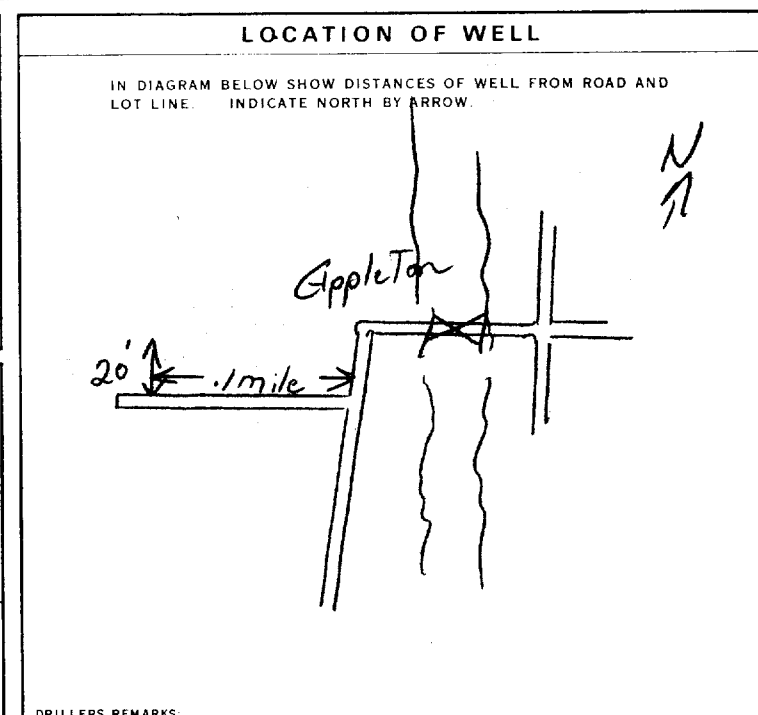 LOCATION OF WELL
IN DIAGRAM BELOW SHOW DISTANCES OF WELL FROM ROAD AND
LOT LINE. INDICATE NORTH BY ARROW.
N
AppleTon
20' .1mile
DRILLERS REMARKS: